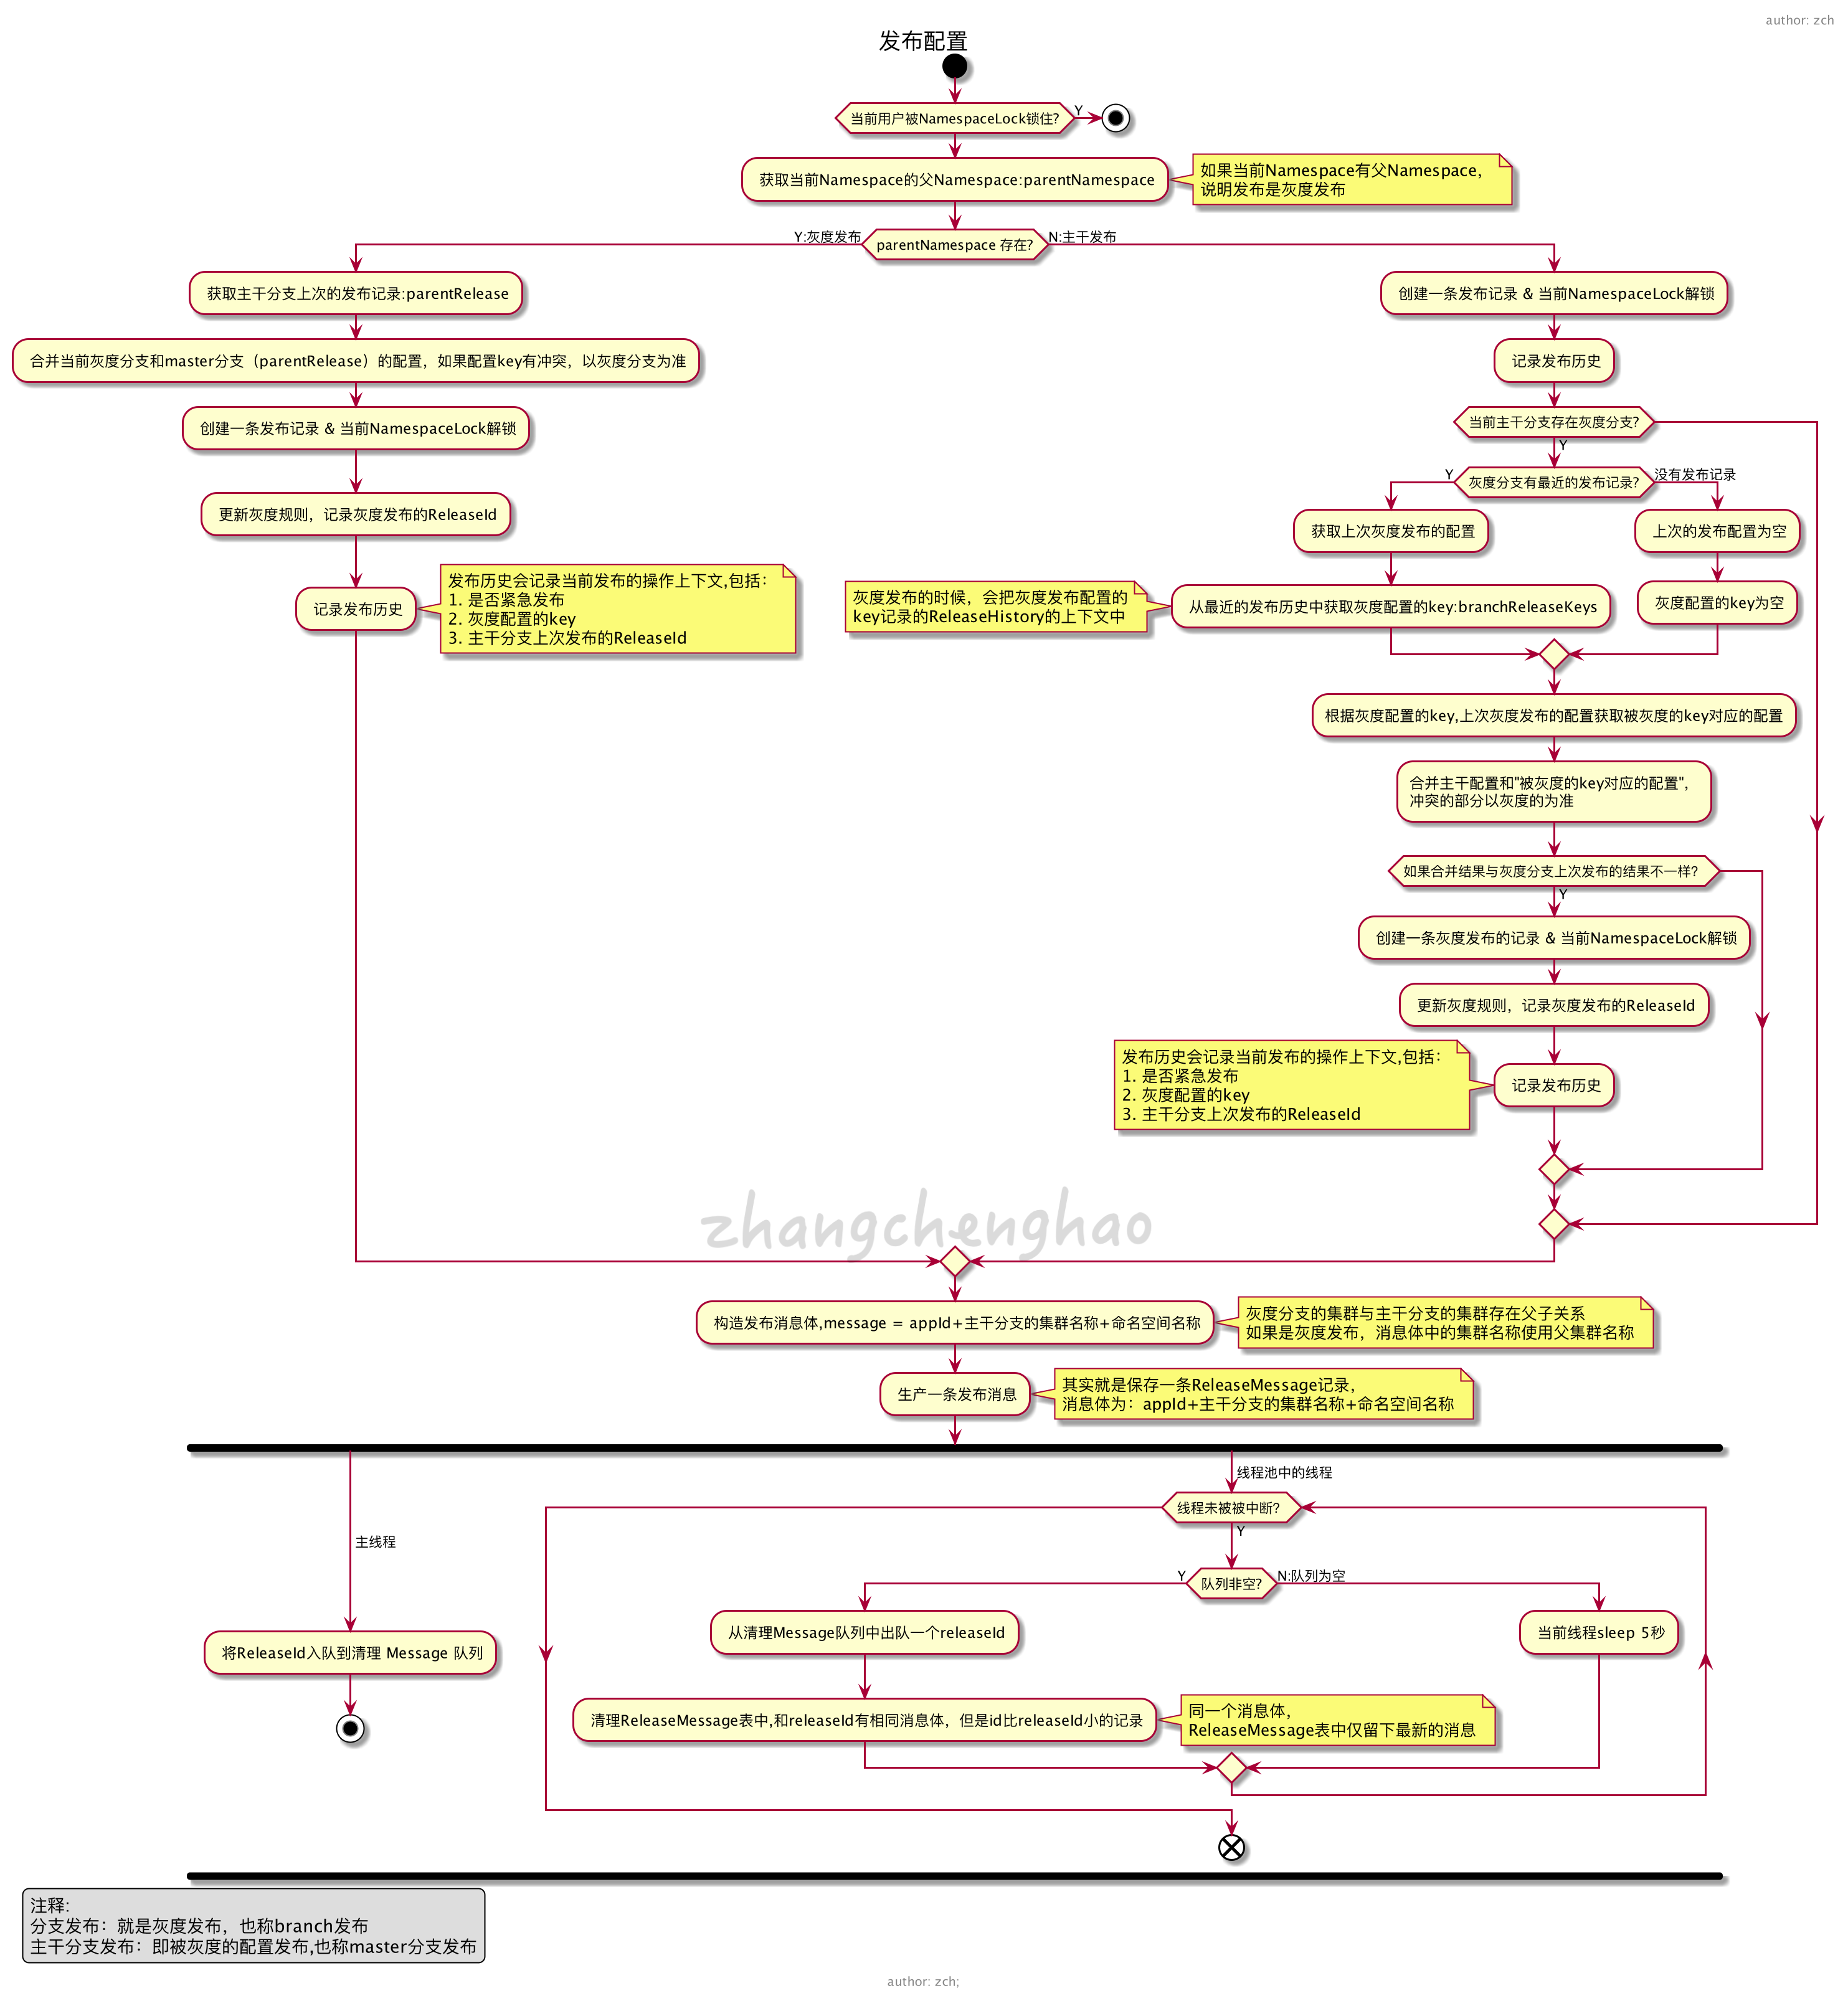 author: zch
发布配置
当前用户被NamespaceLock锁住?
Y
获取当前Namespace的父Namespace:parentNamespace
如果当前Namespace有父Namespace,
说明发布是灰度发布
parentNamespace 存在?
Y:灰度发布
N:主干发布
获取主干分支上次的发布记录:parentRelease
合并当前灰度分支和master分支（parentRelease）的配置，如果配置key有冲突，以灰度分支为准
创建一条发布记录 & 当前NamespaceLock解锁
更新灰度规则，记录灰度发布的ReleaseId
记录发布历史
发布历史会记录当前发布的操作上下文,包括：
1. 是否紧急发布
2. 灰度配置的key
3. 主干分支上次发布的ReleaseId
创建一条发布记录 & 当前NamespaceLock解锁
记录发布历史
当前主干分支存在灰度分支?
Y
灰度分支有最近的发布记录?
Y
没有发布记录
获取上次灰度发布的配置
从最近的发布历史中获取灰度配置的key:branchReleaseKeys
灰度发布的时候，会把灰度发布配置的
key记录的ReleaseHistory的上下文中
上次的发布配置为空
灰度配置的key为空
根据灰度配置的key,上次灰度发布的配置获取被灰度的key对应的配置
合并主干配置和"被灰度的key对应的配置",
冲突的部分以灰度的为准
如果合并结果与灰度分支上次发布的结果不一样?
Y
创建一条灰度发布的记录 & 当前NamespaceLock解锁
更新灰度规则，记录灰度发布的ReleaseId
记录发布历史
发布历史会记录当前发布的操作上下文,包括：
1. 是否紧急发布
2. 灰度配置的key
3. 主干分支上次发布的ReleaseId
zhangchenghao
构造发布消息体,message = appId+主干分支的集群名称+命名空间名称
灰度分支的集群与主干分支的集群存在父子关系
如果是灰度发布，消息体中的集群名称使用父集群名称
生产一条发布消息
其实就是保存一条ReleaseMessage记录，
消息体为：appId+主干分支的集群名称+命名空间名称
主线程
将ReleaseId入队到清理 Message 队列
线程池中的线程
线程未被被中断?
Y
队列非空?
Y
N:队列为空
从清理Message队列中出队一个releaseId
清理ReleaseMessage表中,和releaseId有相同消息体，但是id比releaseId小的记录
同一个消息体，
ReleaseMessage表中仅留下最新的消息
当前线程sleep 5秒
注释:
分支发布：就是灰度发布，也称branch发布
主干分支发布：即被灰度的配置发布,也称master分支发布
author: zch;